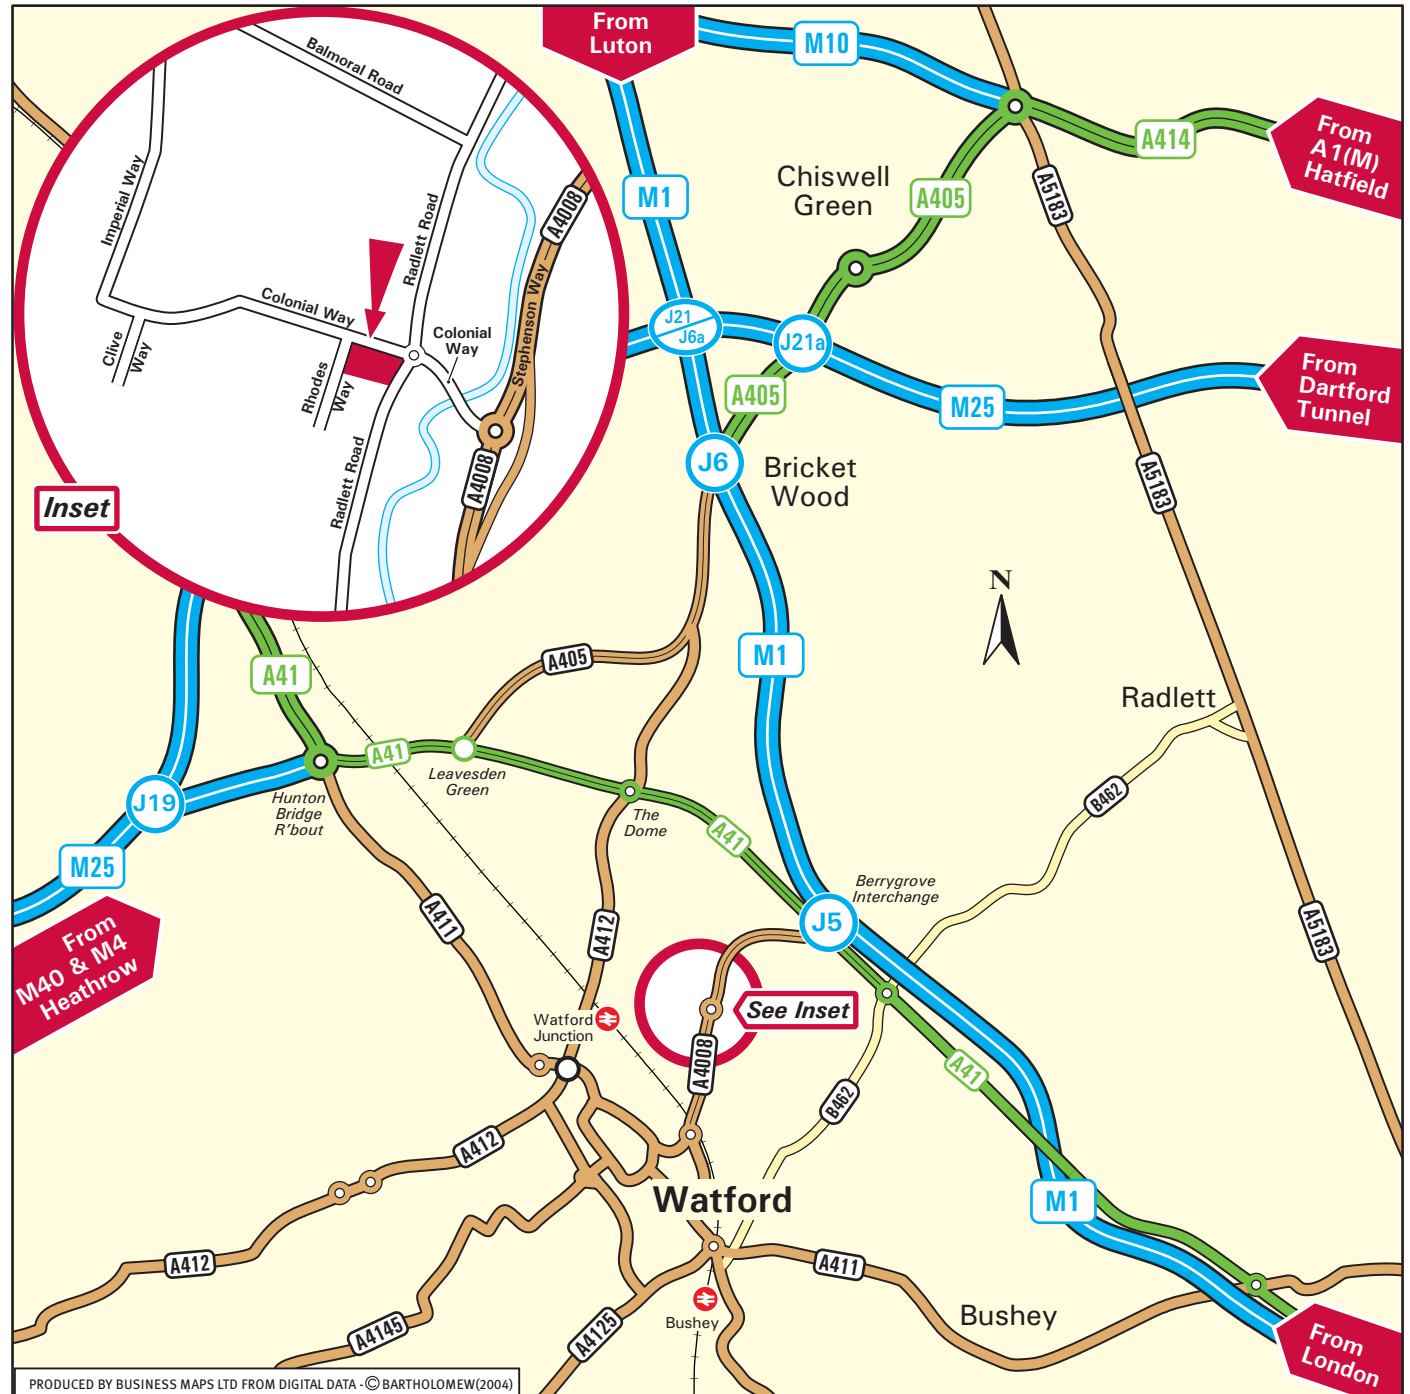 From
Luton
M10
A414
From
A1(M)
Hatfield
Balmoral Road
Imperial Way
Radlett Road
A4008
Stephenson Way
Colonial Way
Colonial
Way
Clive
Way
Rhodes
Way
Radlett Road
A4008
Inset
M1
Chiswell
Green
A405
A5183
J21
J6a
J21a
A405
M25
From
Dartford
Tunnel
J6
Bricket
Wood
A5183
N
A41
A405
M1
Radlett
A41
Leavesden
Green
J19
Hunton
Bridge
R'bout
The
Dome
A41
B462
M25
A411
A412
Berrygrove
Interchange
J5
A5183
From
M40 & M4
Heathrow
See Inset
Watford
Junction
A4008
A41
B462
A412
Watford
M1
A412
A411
Bushey
Bushey
A4145
A4125
From
London
PRODUCED BY BUSINESS MAPS LTD FROM DIGITAL DATA - © BARTHOLOMEW(2004)